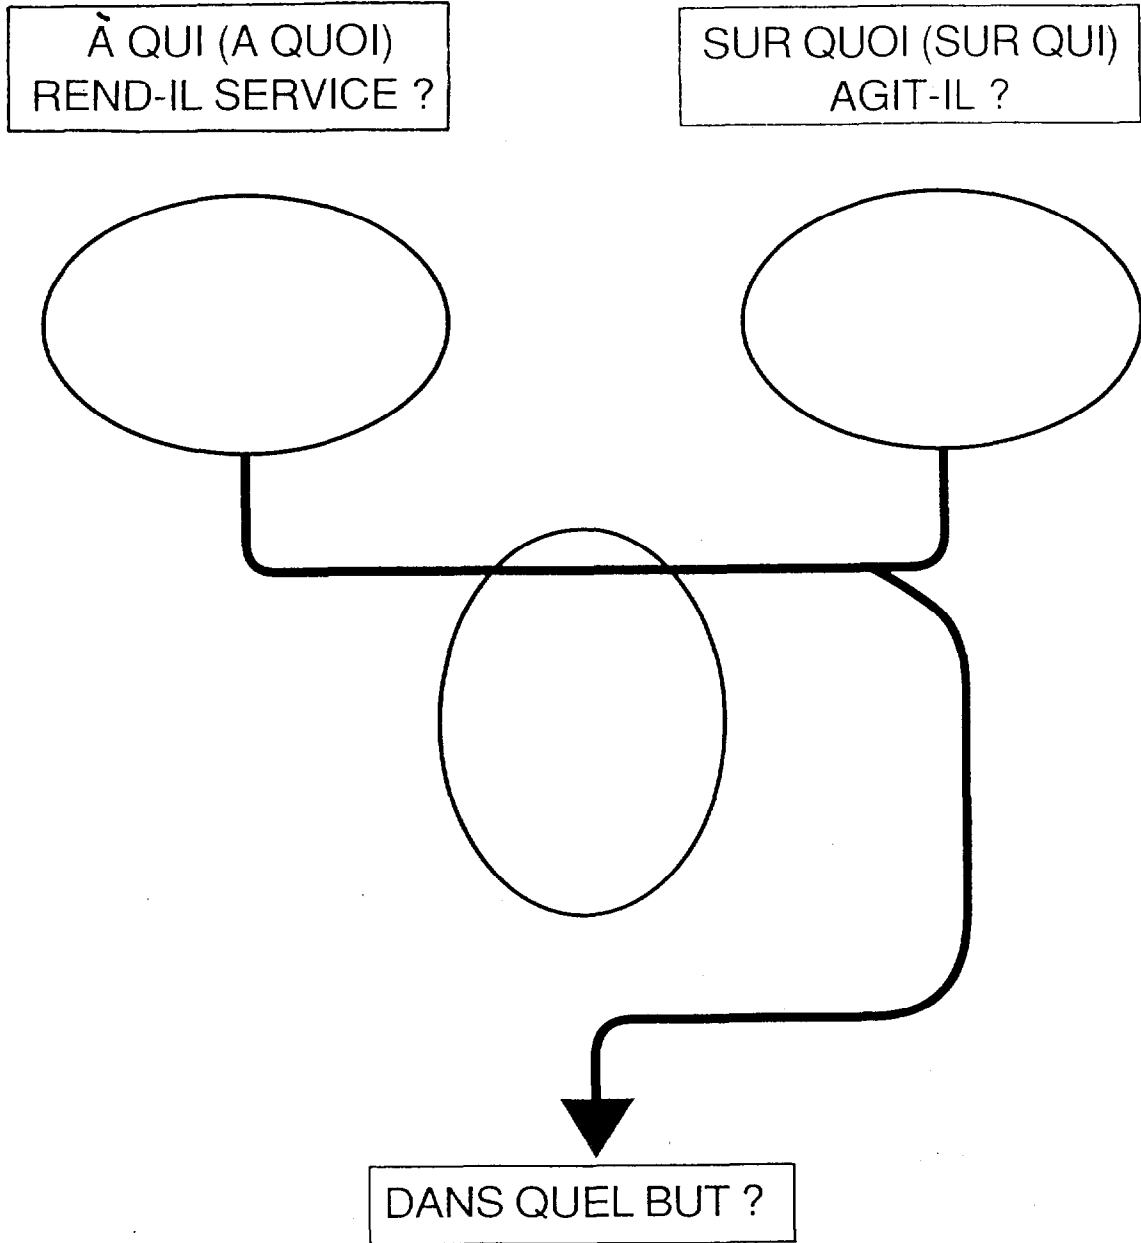 À QUI (A QUOI)
REND-IL SERVICE ?
SUR QUOI (SUR QUI)
AGIT-IL ?
DANS QUEL BUT ?